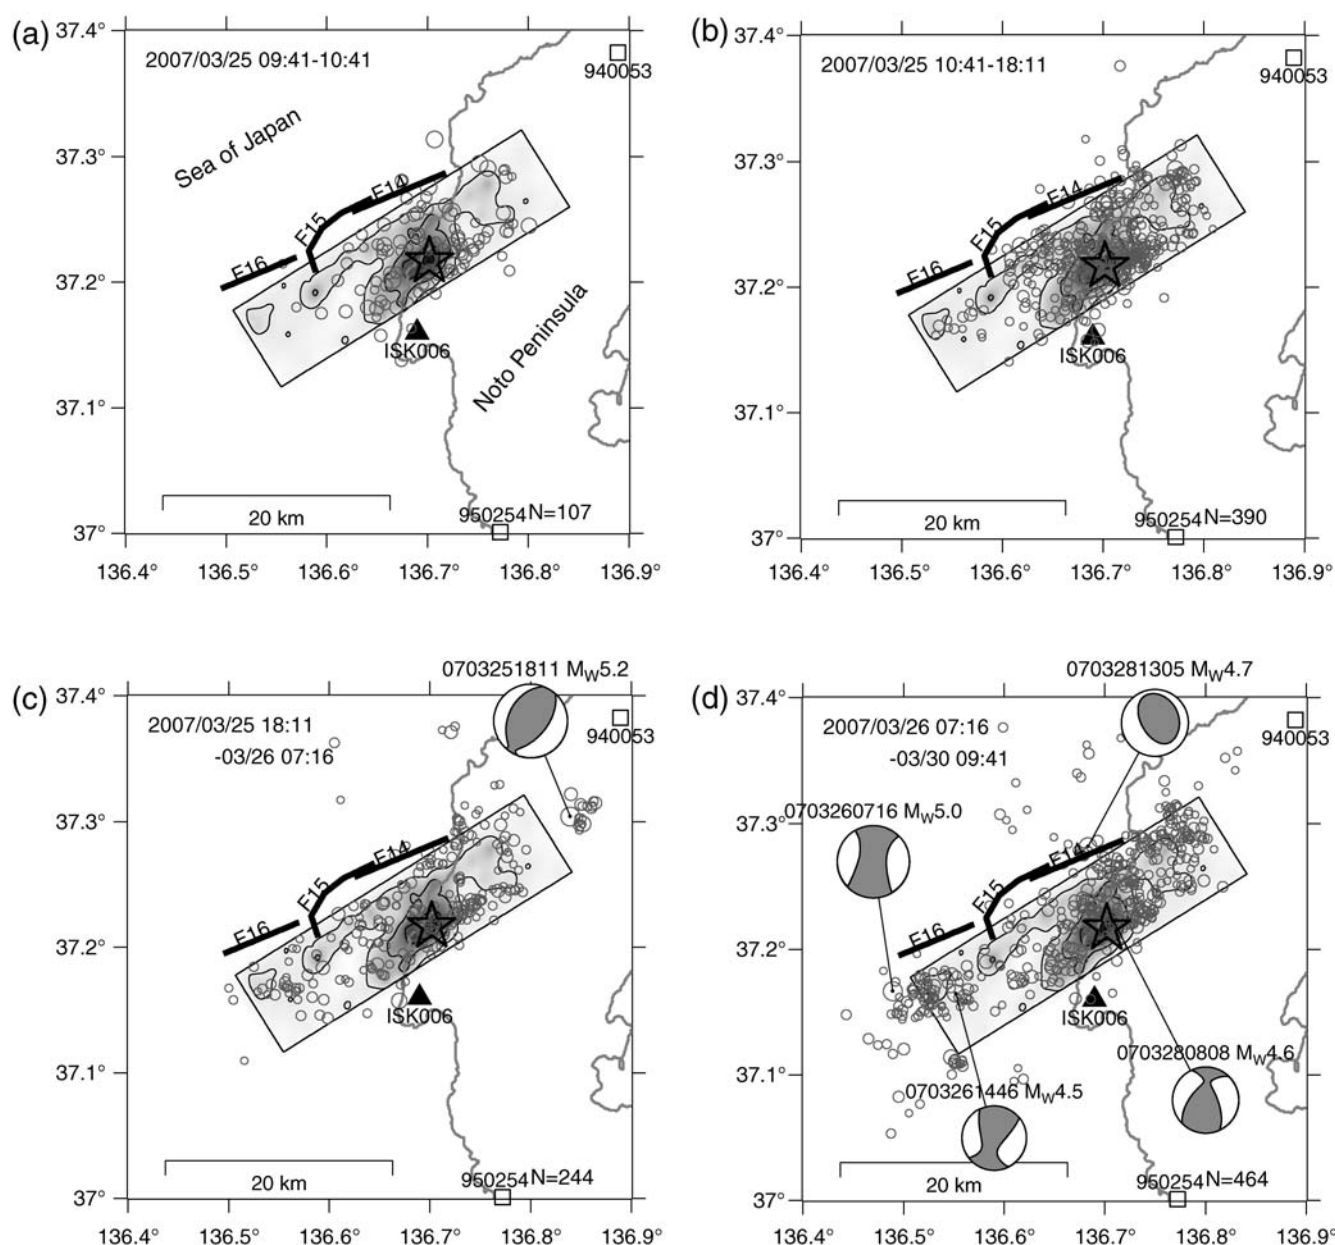 (a)
37.4°
2007/03/25 09:41-10:41
940053
37.3°
Sea of Japan
F14
F15
F16
37.2°
ISK006
Noto Peninsula
37.1°
20 km
950254 N=107
37°
136.4° 136.5° 136.6° 136.7° 136.8° 136.9°
(b)
37.4°
2007/03/25 10:41-18:11
940053
37.3°
F14
F15
F16
37.2°
ISK006
37.1°
20 km
950254 N=390
37°
136.4° 136.5° 136.6° 136.7° 136.8° 136.9°
(c)
0703251811 MW5.2
37.4°
2007/03/25 18:11
-03/26 07:16
940053
37.3°
F14
F15
F16
37.2°
ISK006
37.1°
20 km
950254 N=244
37°
136.4° 136.5° 136.6° 136.7° 136.8° 136.9°
(d)
0703281305 MW4.7
37.4°
2007/03/26 07:16
-03/30 09:41
940053
37.3°
0703260716 MW5.0
F14
F15
F16
37.2°
ISK006
0703280808 MW4.6
37.1°
0703261446 MW4.5
20 km
950254 N=464
37°
136.4° 136.5° 136.6° 136.7° 136.8° 136.9°